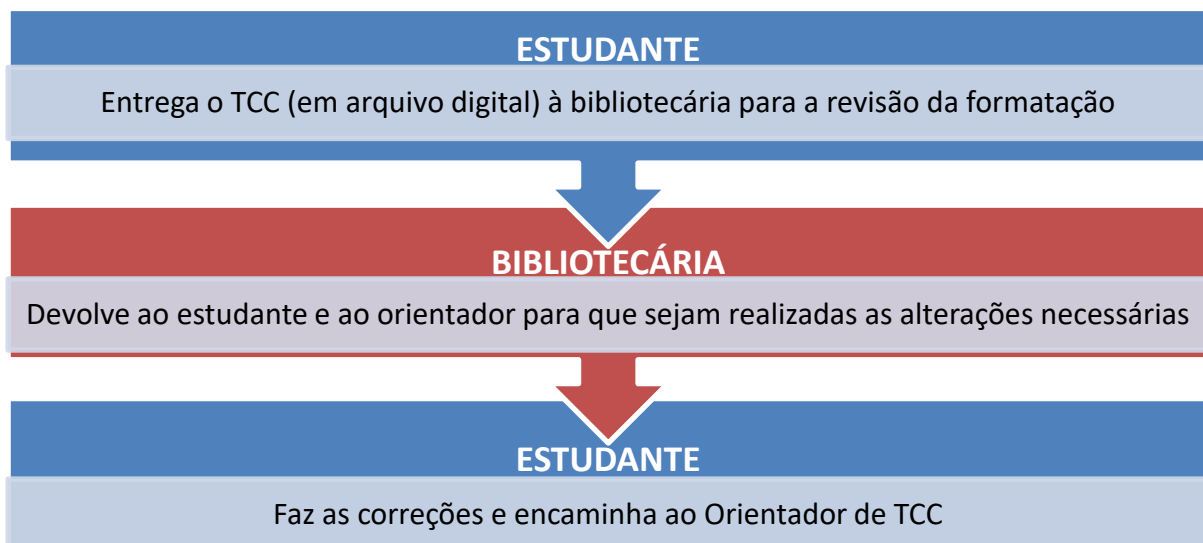 ESTUDANTE
Entrega o TCC (em arquivo digital) à bibliotecária para a revisão da formatação
BIBLIOTECÁRIA
Devolve ao estudante e ao orientador para que sejam realizadas as alterações necessárias
ESTUDANTE
Faz as correções e encaminha ao Orientador de TCC